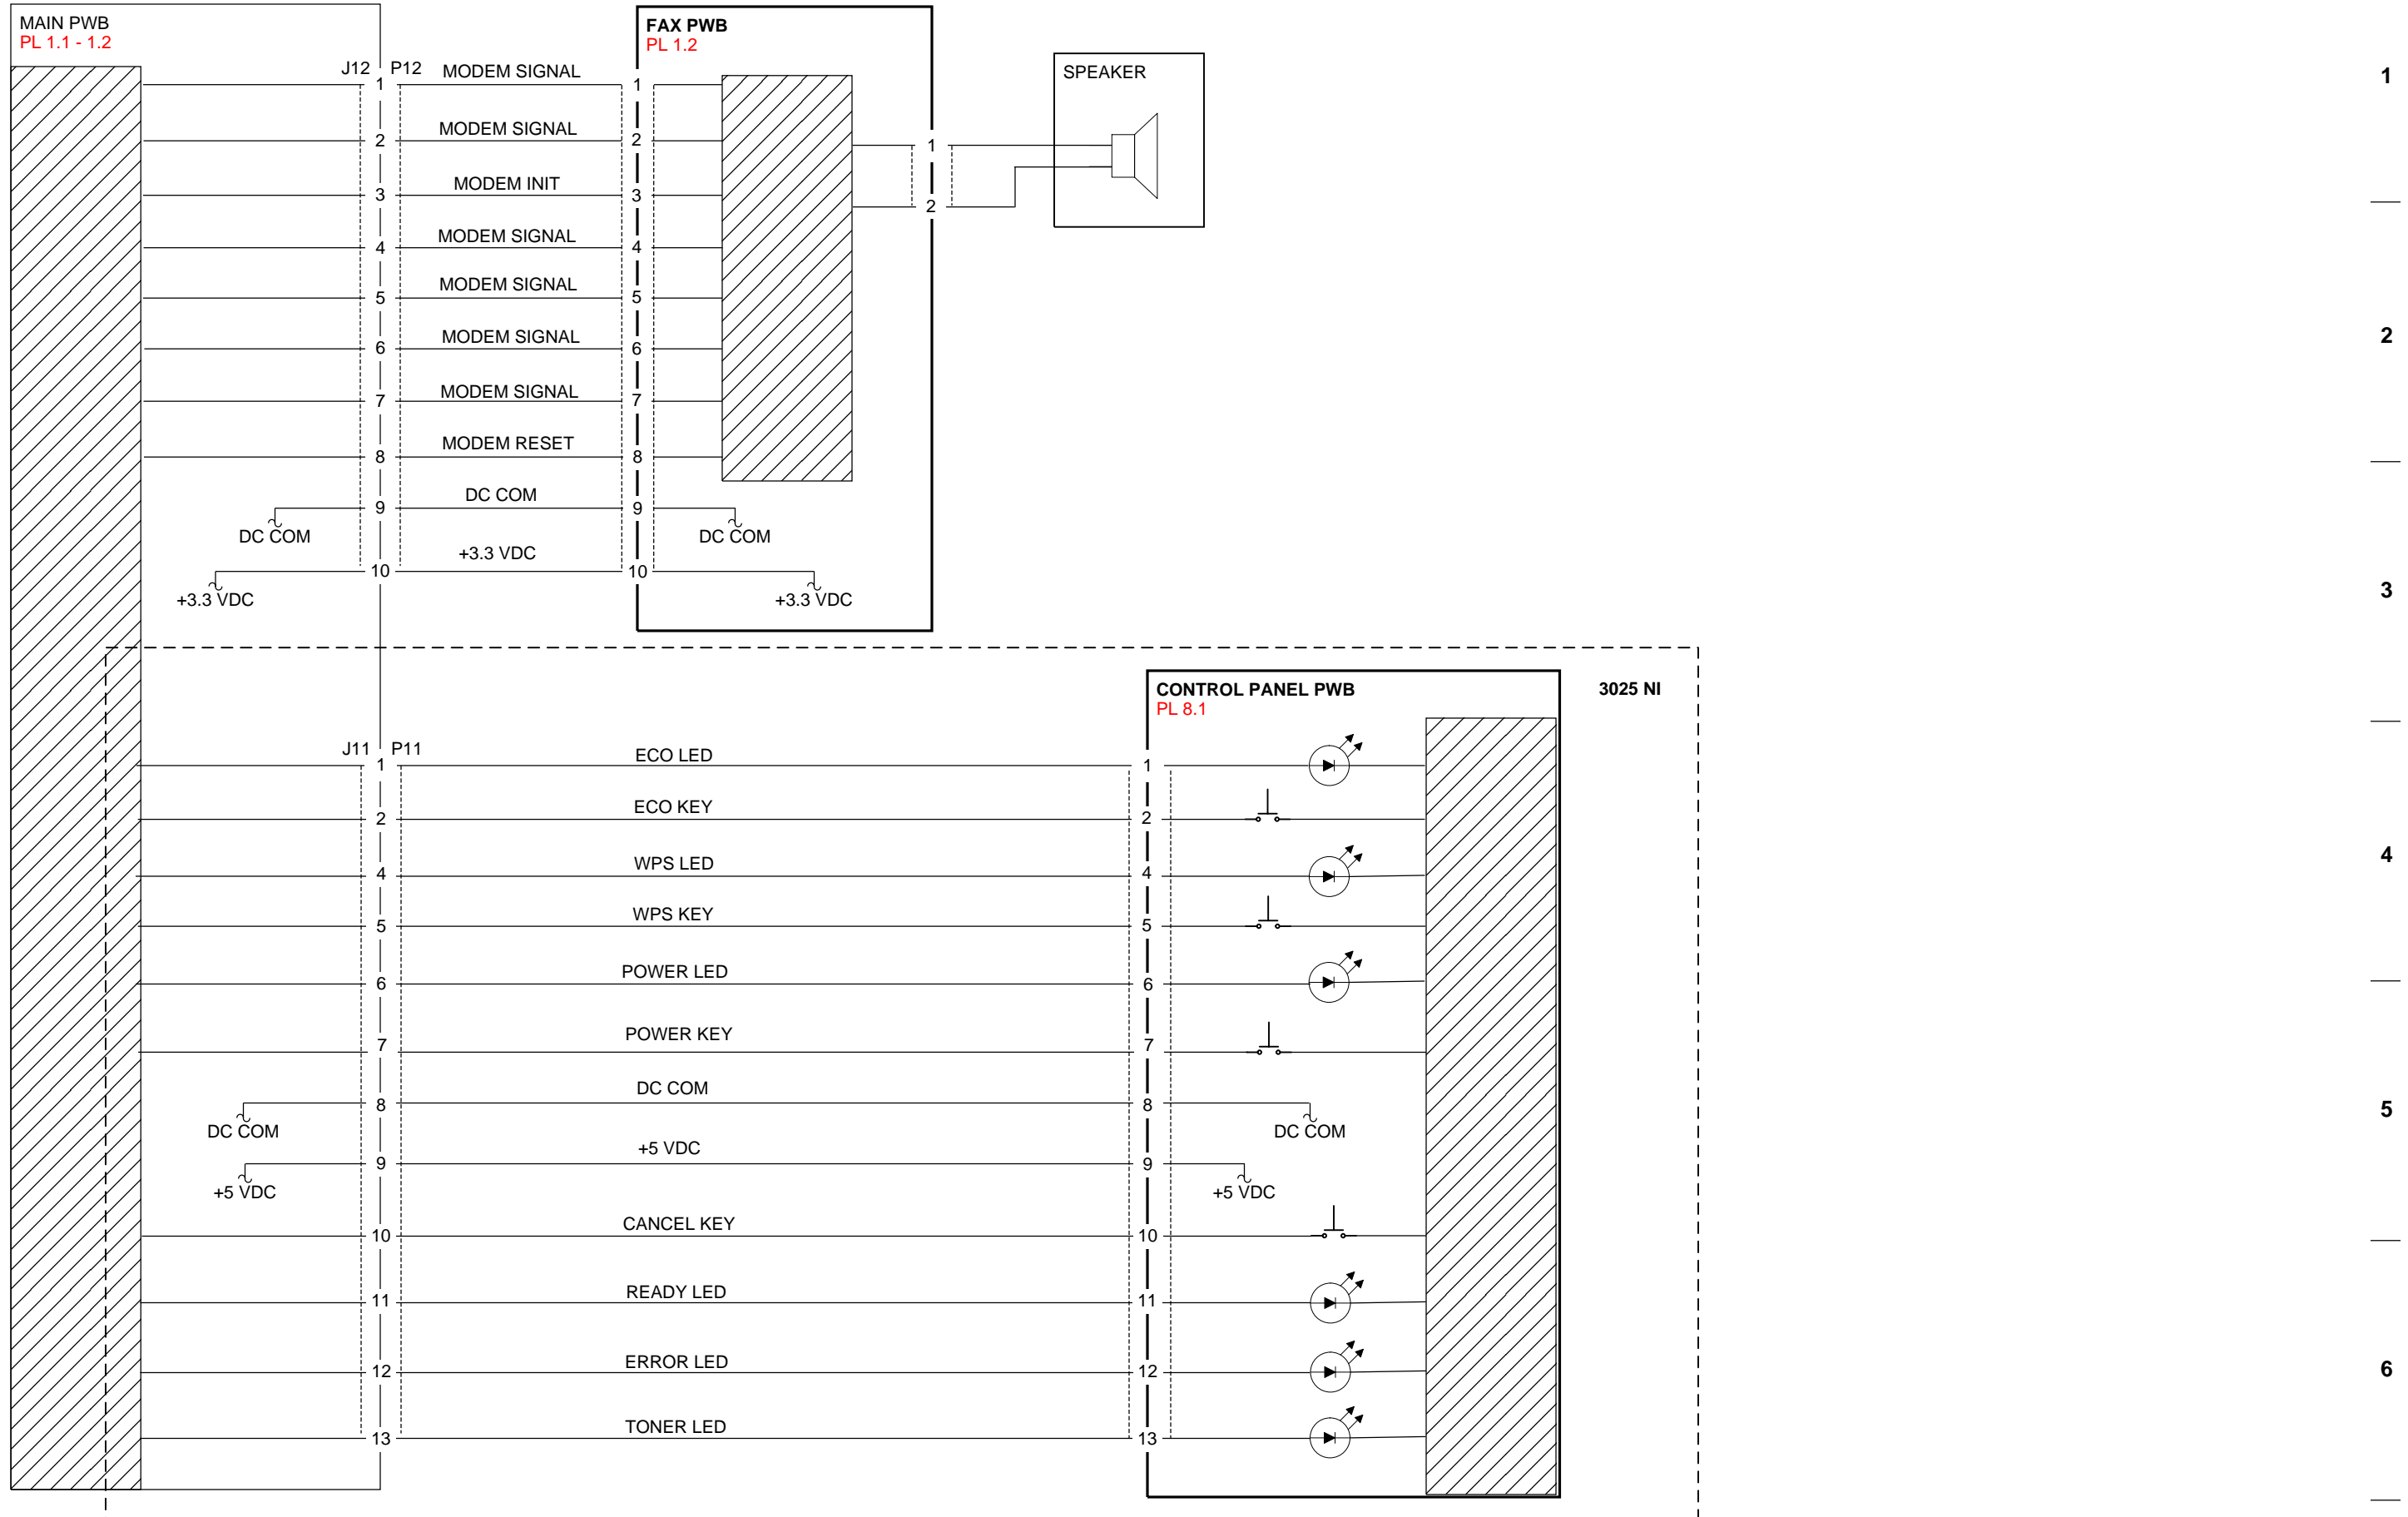 MAIN PWB
PL 1.1 - 1.2
FAX PWB
PL 1.2
SPEAKER
1
J12 P12 MODEM SIGNAL
1 1
MODEM SIGNAL
2 2
1
MODEM INIT
3 3
2
MODEM SIGNAL
4 4
MODEM SIGNAL
5 5
MODEM SIGNAL
6 6
2
MODEM SIGNAL
7 7
MODEM RESET
8 8
DC COM
9 9
DC COM DC COM
+3.3 VDC
10 10
+3.3 VDC +3.3 VDC
3
CONTROL PANEL PWB
PL 8.1
3025 NI
J11 P11 ECO LED
1 1
ECO KEY
2 2
WPS LED
4 4
4
WPS KEY
5 5
POWER LED
6 6
POWER KEY
7 7
DC COM
8 8
DC COM DC COM
5
+5 VDC
9 9
+5 VDC +5 VDC
CANCEL KEY
10 10
READY LED
11 11
ERROR LED
12 12
6
TONER LED
13 13